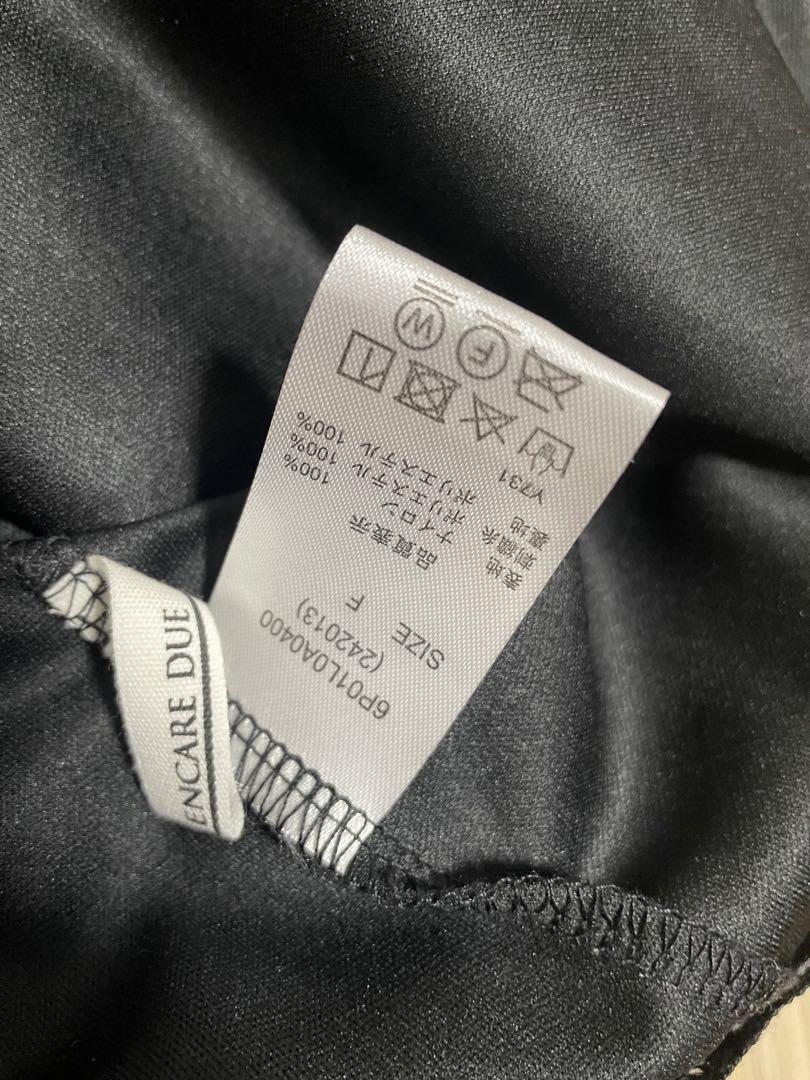 6P01L0A0400
(242013)
SIZE F
品質表示
表地 ナイロン 100%
刺繍糸 ポリエステル 100%
裏地 ポリエステル 100%
Y731
F W
ENCARE DUE